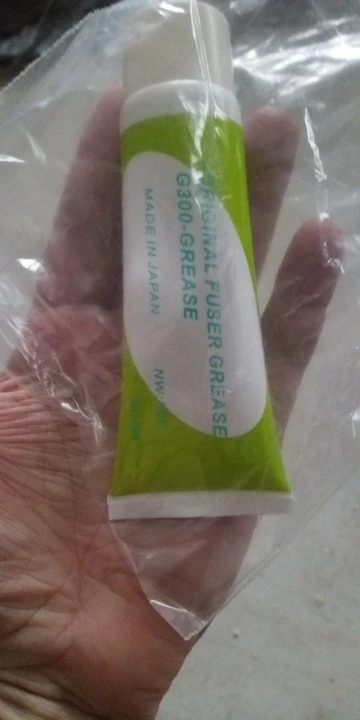 ORIGINAL FUSER GREASE
G300-GREASE
MADE IN JAPAN